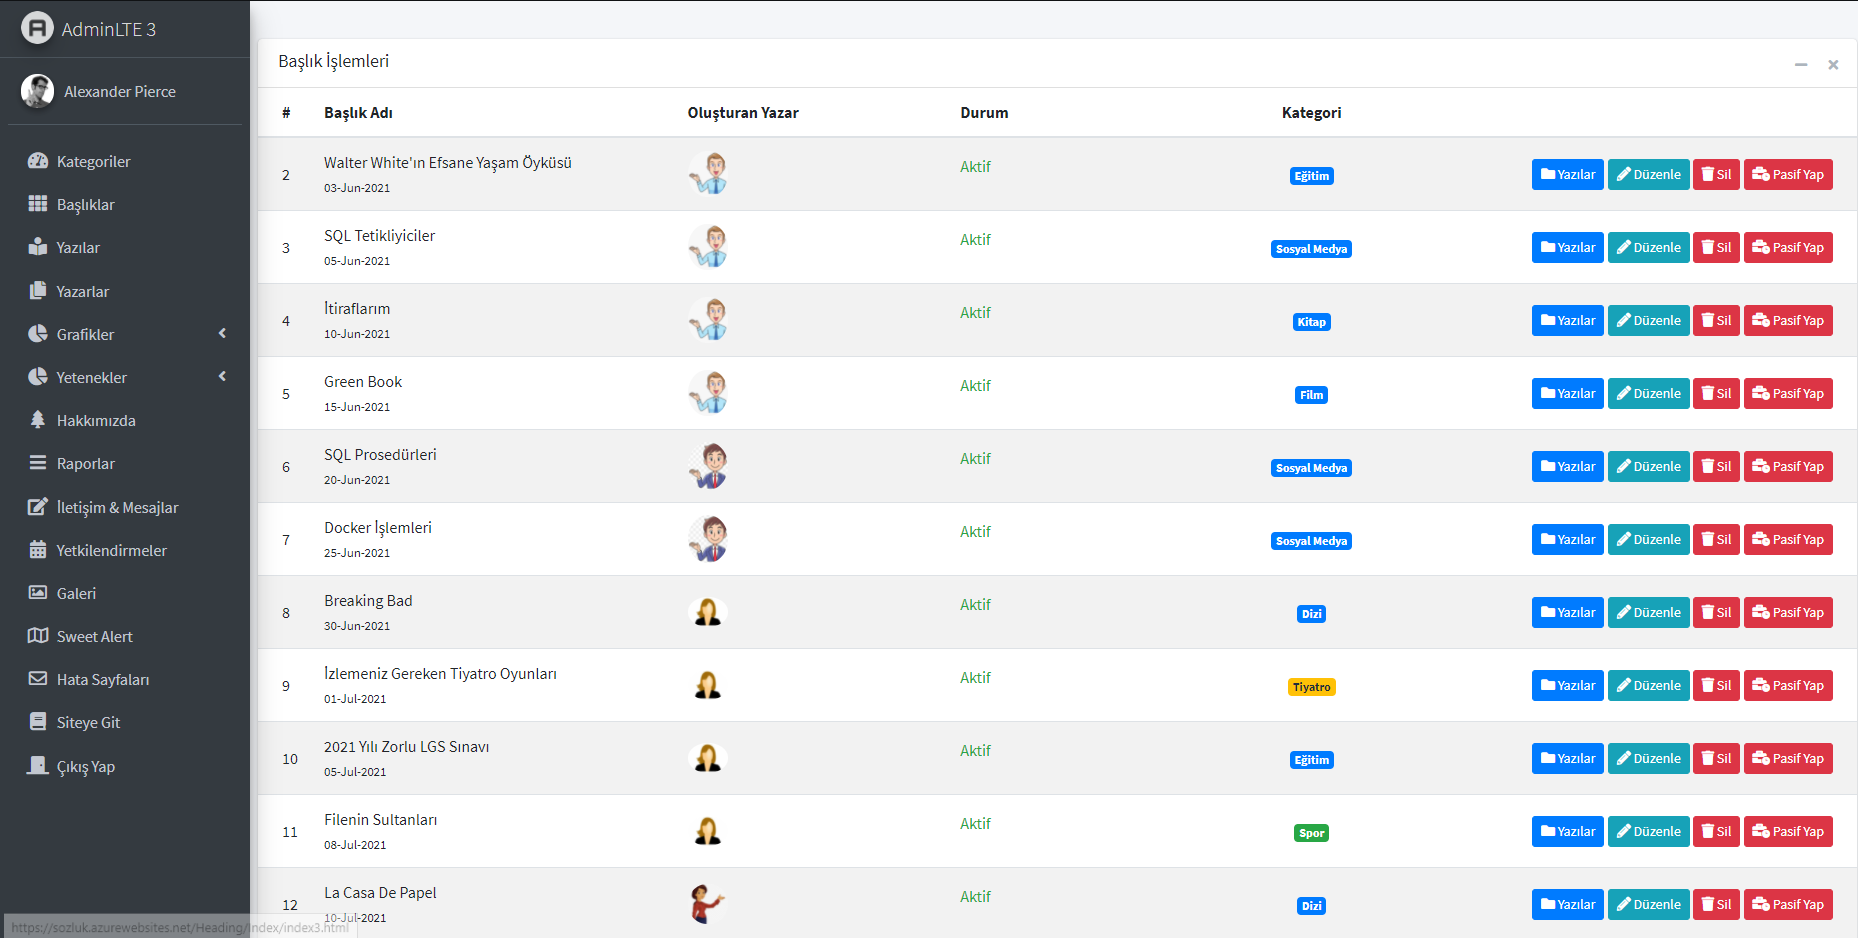 AdminLTE 3
Alexander Pierce
Kategoriler
Başlıklar
Yazılar
Yazarlar
Grafikler
Yetenekler
Hakkımızda
Raporlar
İletişim & Mesajlar
Yetkilendirmeler
Galeri
Sweet Alert
Hata Sayfaları
Siteye Git
Çıkış Yap
https://sozluk.azurewebsites.net/Heading/Index/index3.html
Başlık İşlemleri
# Başlık Adı Oluşturan Yazar Durum Kategori
2 Walter White'ın Efsane Yaşam Öyküsü Aktif Eğitim Yazılar Düzenle Sil Pasif Yap
03-Jun-2021
3 SQL Tetikliyiciler Aktif Sosyal Medya Yazılar Düzenle Sil Pasif Yap
05-Jun-2021
4 İtiraflarım Aktif Kitap Yazılar Düzenle Sil Pasif Yap
10-Jun-2021
5 Green Book Aktif Film Yazılar Düzenle Sil Pasif Yap
15-Jun-2021
6 SQL Prosedürleri Aktif Sosyal Medya Yazılar Düzenle Sil Pasif Yap
20-Jun-2021
7 Docker İşlemleri Aktif Sosyal Medya Yazılar Düzenle Sil Pasif Yap
25-Jun-2021
8 Breaking Bad Aktif Dizi Yazılar Düzenle Sil Pasif Yap
30-Jun-2021
9 İzlemeniz Gereken Tiyatro Oyunları Aktif Tiyatro Yazılar Düzenle Sil Pasif Yap
01-Jul-2021
10 2021 Yılı Zorlu LGS Sınavı Aktif Eğitim Yazılar Düzenle Sil Pasif Yap
05-Jul-2021
11 Filenin Sultanları Aktif Spor Yazılar Düzenle Sil Pasif Yap
08-Jul-2021
12 La Casa De Papel Aktif Dizi Yazılar Düzenle Sil Pasif Yap
10-Jul-2021